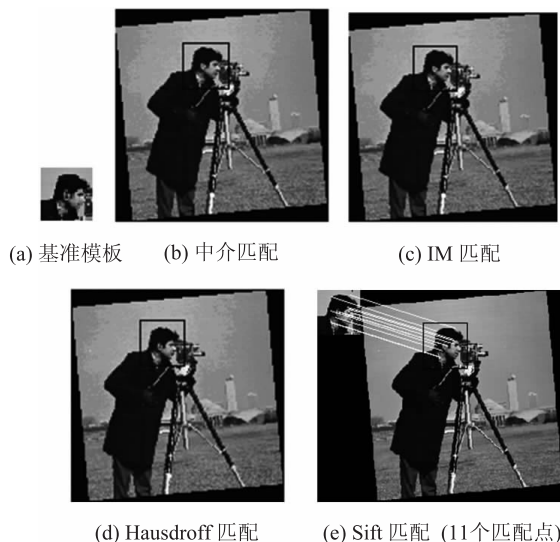 (a) 基准模板
(b) 中介匹配
(c) IM 匹配
(d) Hausdroff 匹配
(e) Sift 匹配 (11个匹配点)